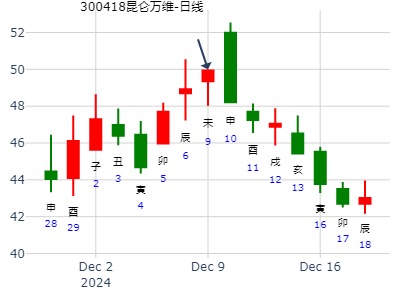 300418昆仑万维-日线
52
50
48
46
44
42
40
申
28
酉
29
子
2
丑
3
寅
4
卯
5
辰
6
未
9
申
10
酉
11
戌
12
亥
13
寅
16
卯
17
辰
18
Dec 2
2024
Dec 9
Dec 16